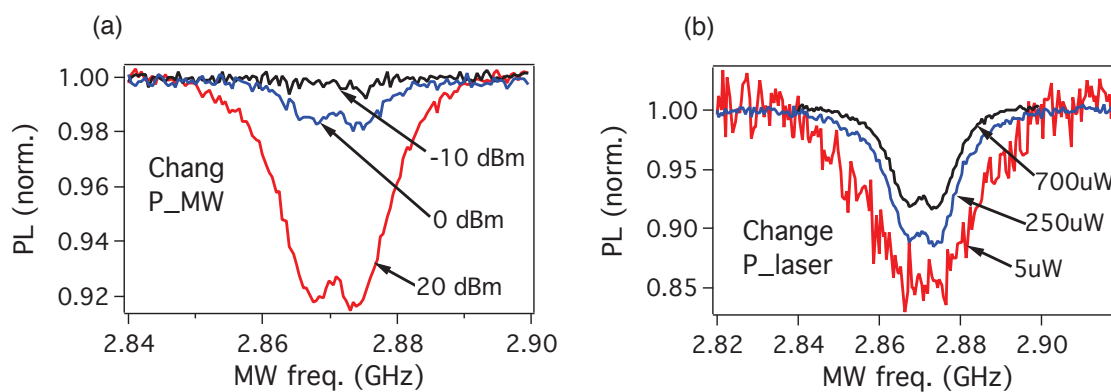 (a)
1.00
0.98
0.96
0.94
0.92
PL (norm.)
Chang
P_MW
-10 dBm
0 dBm
20 dBm
2.84
2.86
2.88
2.90
MW freq. (GHz)
(b)
1.00
0.95
0.90
0.85
PL (norm.)
Change
P_laser
700uW
250uW
5uW
2.82
2.84
2.86
2.88
2.90
MW freq. (GHz)